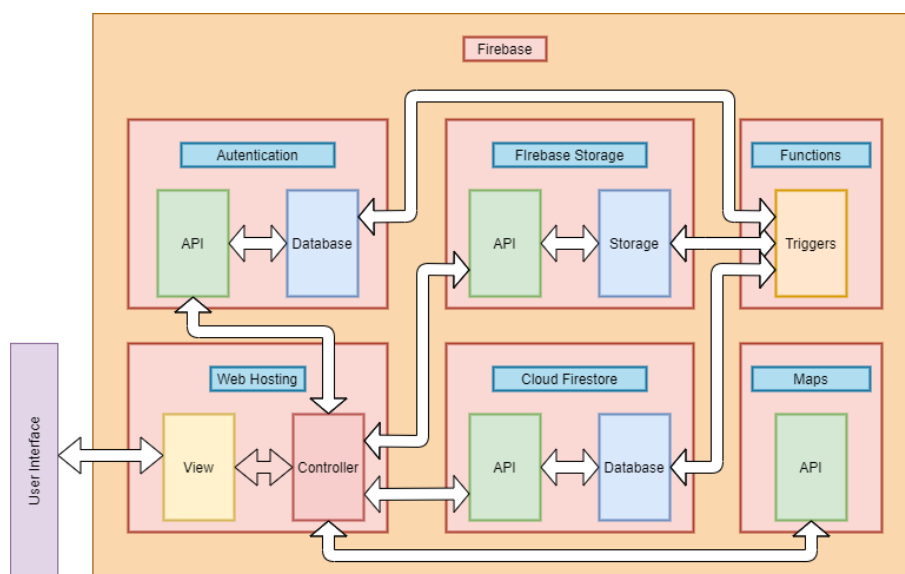 Firebase
Autentication
FIrebase Storage
Functions
API
Database
API
Storage
Triggers
Web Hosting
Cloud Firestore
Maps
User Interface
View
Controller
API
Database
API